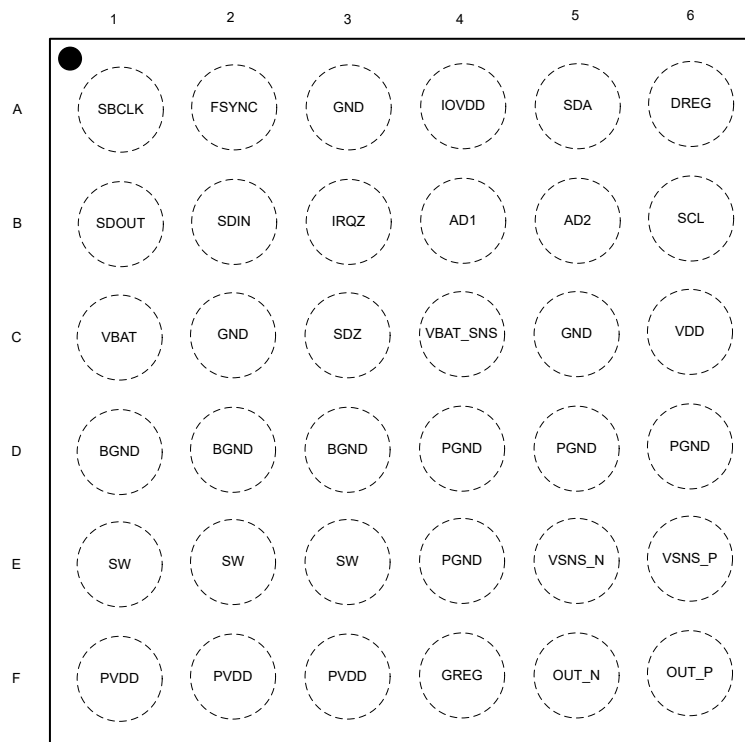 1 2 3 4 5 6
A SBCLK FSYNC GND IOVDD SDA DREG
B SDOUT SDIN IRQZ AD1 AD2 SCL
C VBAT GND SDZ VBAT_SNS GND VDD
D BGND BGND BGND PGND PGND PGND
E SW SW SW PGND VSNS_N VSNS_P
F PVDD PVDD PVDD GREG OUT_N OUT_P